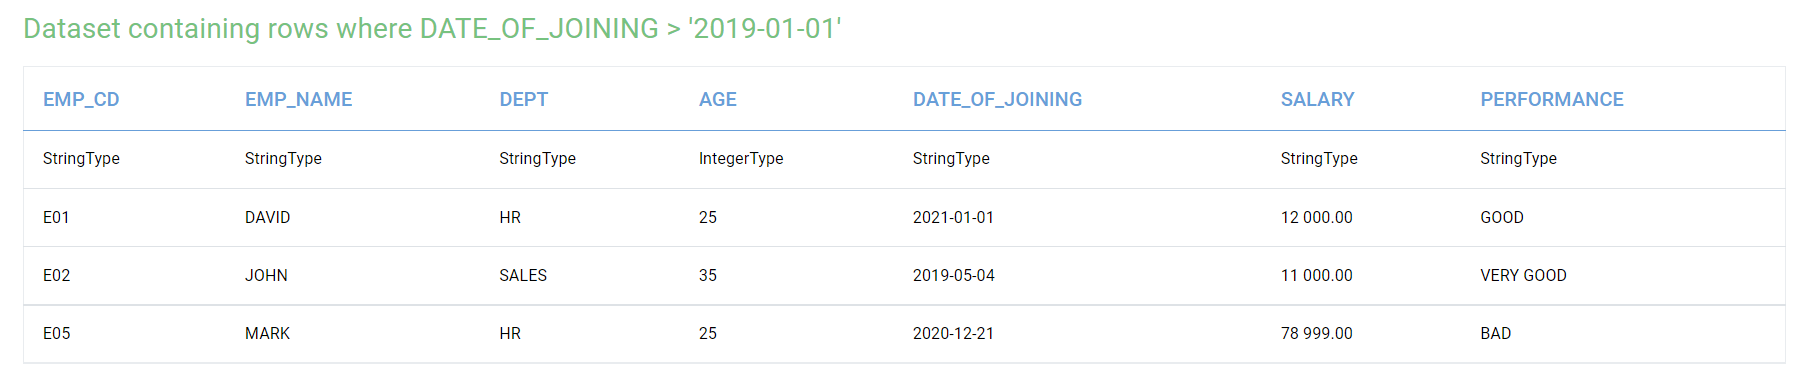 Dataset containing rows where DATE_OF_JOINING > '2019-01-01'
EMP_CD EMP_NAME DEPT AGE DATE_OF_JOINING SALARY PERFORMANCE
StringType StringType StringType IntegerType StringType StringType StringType
E01 DAVID HR 25 2021-01-01 12 000.00 GOOD
E02 JOHN SALES 35 2019-05-04 11 000.00 VERY GOOD
E05 MARK HR 25 2020-12-21 78 999.00 BAD